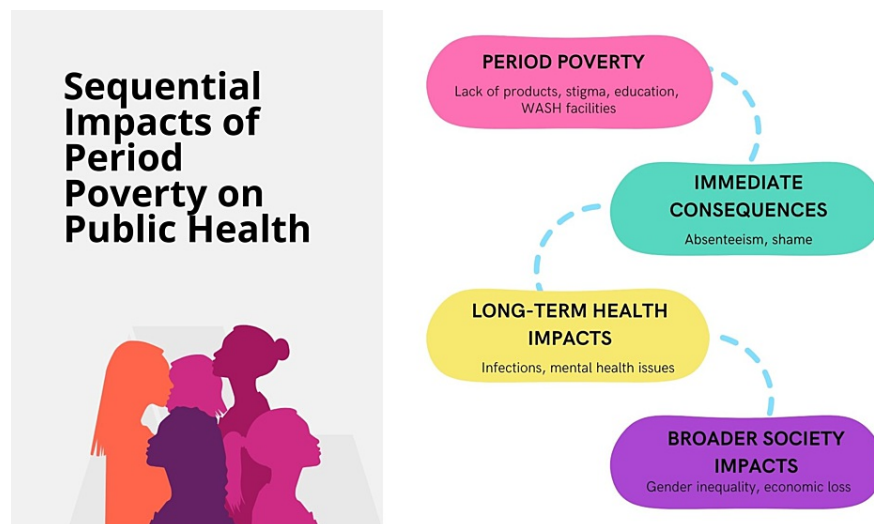 Sequential
Impacts of
Period
Poverty on
Public Health
PERIOD POVERTY
Lack of products, stigma, education,
WASH facilities
IMMEDIATE
CONSEQUENCES
Absenteeism, shame
LONG-TERM HEALTH
IMPACTS
Infections, mental health issues
BROADER SOCIETY
IMPACTS
Gender inequality, economic loss